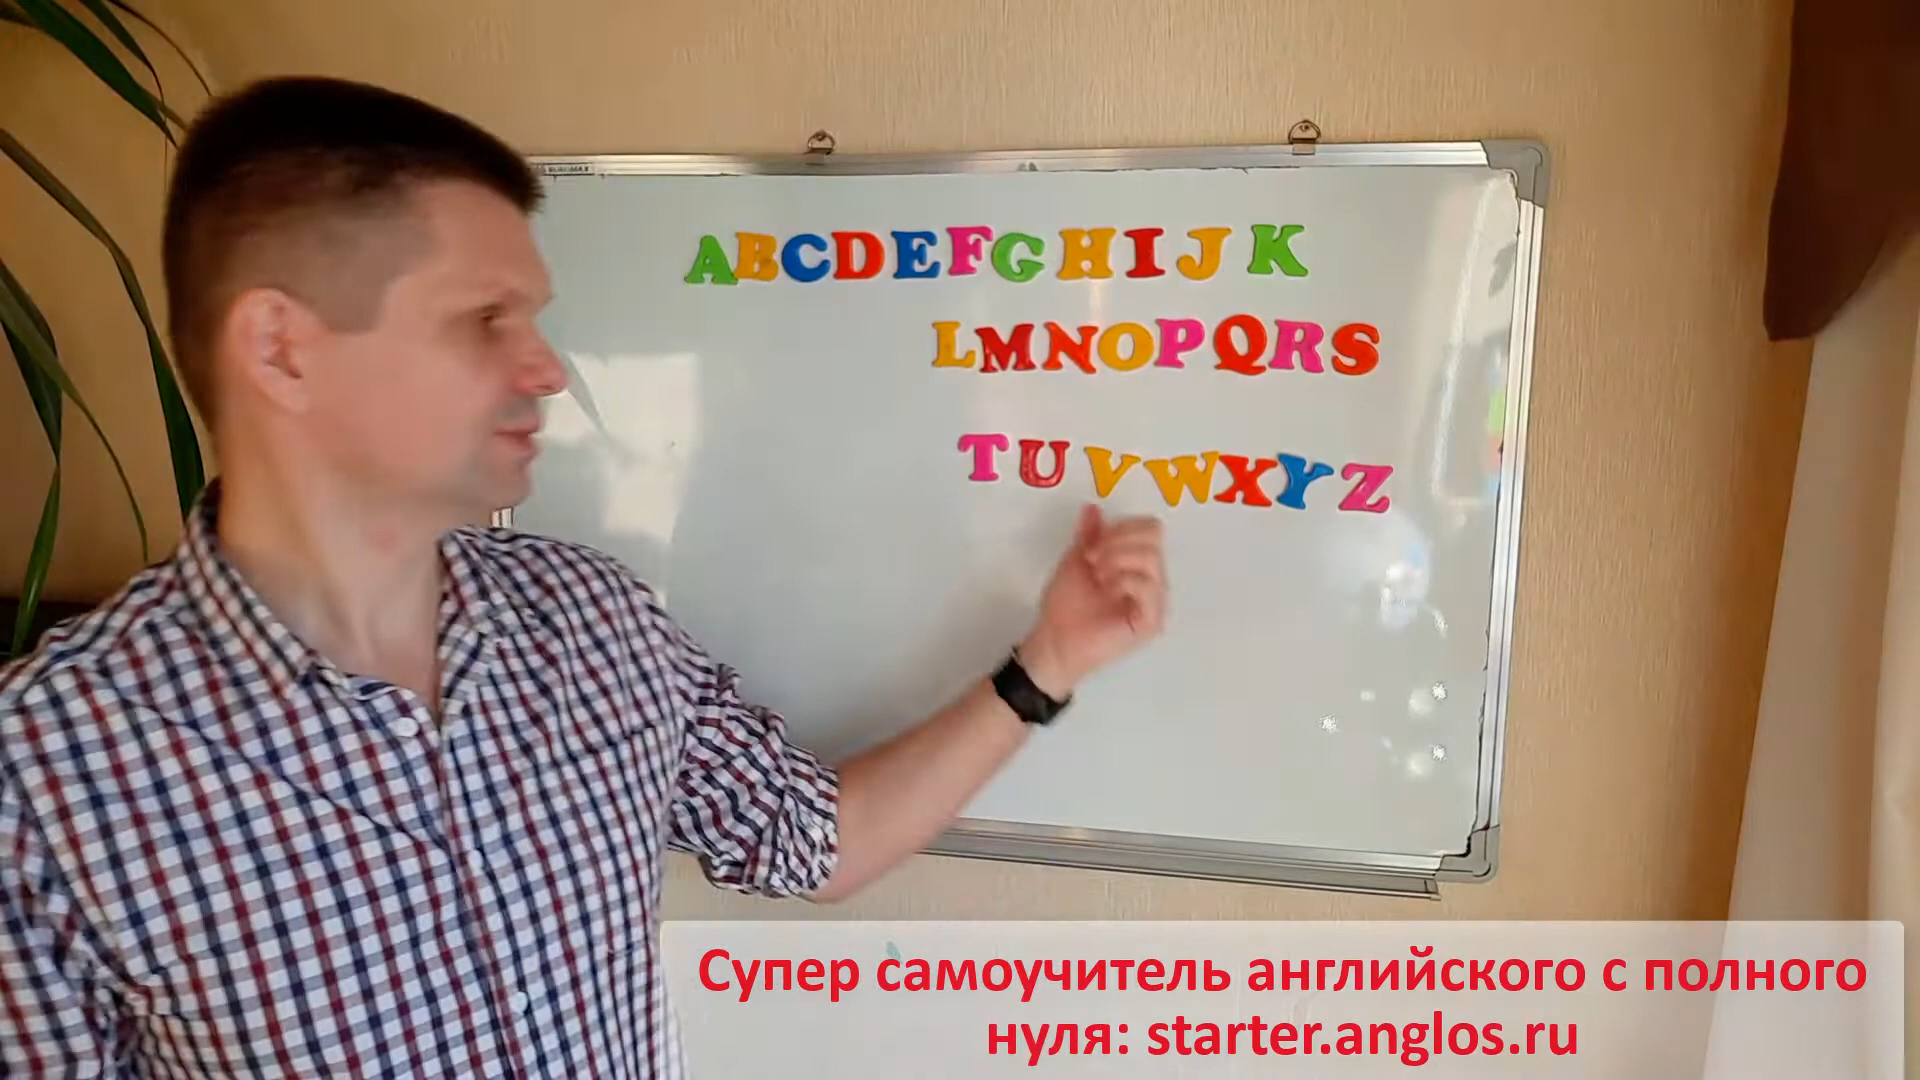 ABCDEFGHIJK
LMNOPQRS
TUVWXYZ
Супер самоучитель английского с полного
нуля: starter.anglos.ru